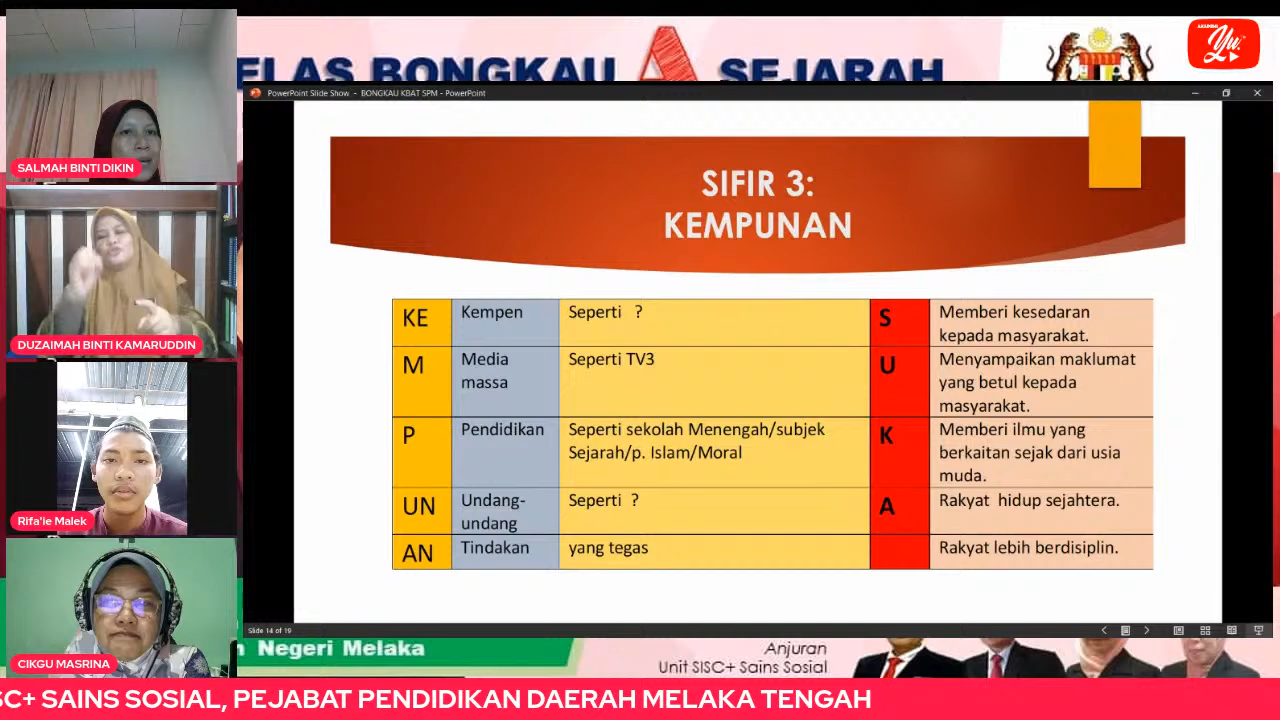 ELAS BONGKAU A SEJARAH
AKADEMI
Yu
PowerPoint Slide Show - BONGKAU KBAT SPM - PowerPoint
SALMAH BINTI DIKIN
DUZAIMAH BINTI KAMARUDDIN
Rifa'ie Malek
CIKGU MASRINA
SIFIR 3:
KEMPUNAN
KE Kempen Seperti ? S Memberi kesedaran
kepada masyarakat.
M Media
massa Seperti TV3 U Menyampaikan maklumat
yang betul kepada
masyarakat.
P Pendidikan Seperti sekolah Menengah/subjek
Sejarah/p. Islam/Moral K Memberi ilmu yang
berkaitan sejak dari usia
muda.
UN Undang-
undang Seperti ? A Rakyat hidup sejahtera.
AN Tindakan yang tegas Rakyat lebih berdisiplin.
Slide 14 of 19
Negeri Melaka
Anjuran
Unit SISC+ Sains Sosial
SC+ SAINS SOSIAL, PEJABAT PENDIDIKAN DAERAH MELAKA TENGAH